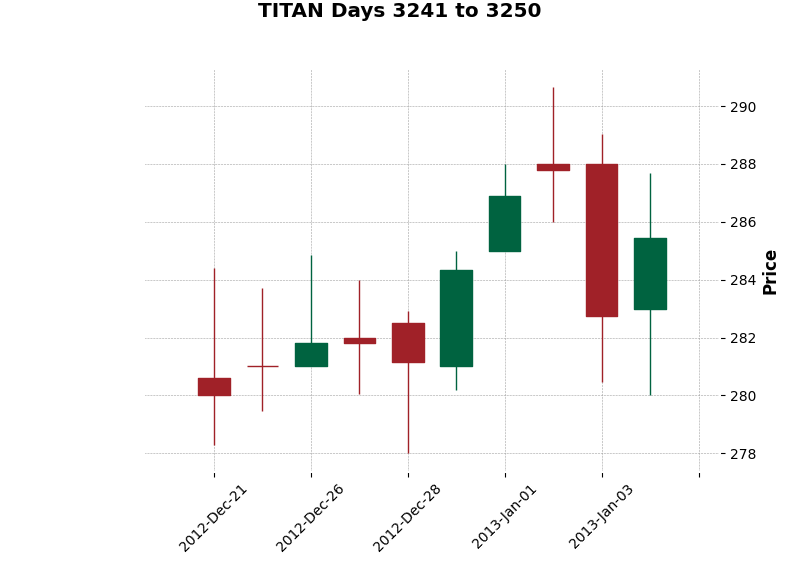 TITAN Days 3241 to 3250
290
288
286
284
282
280
278
Price
2012-Dec-21
2012-Dec-26
2012-Dec-28
2013-Jan-01
2013-Jan-03